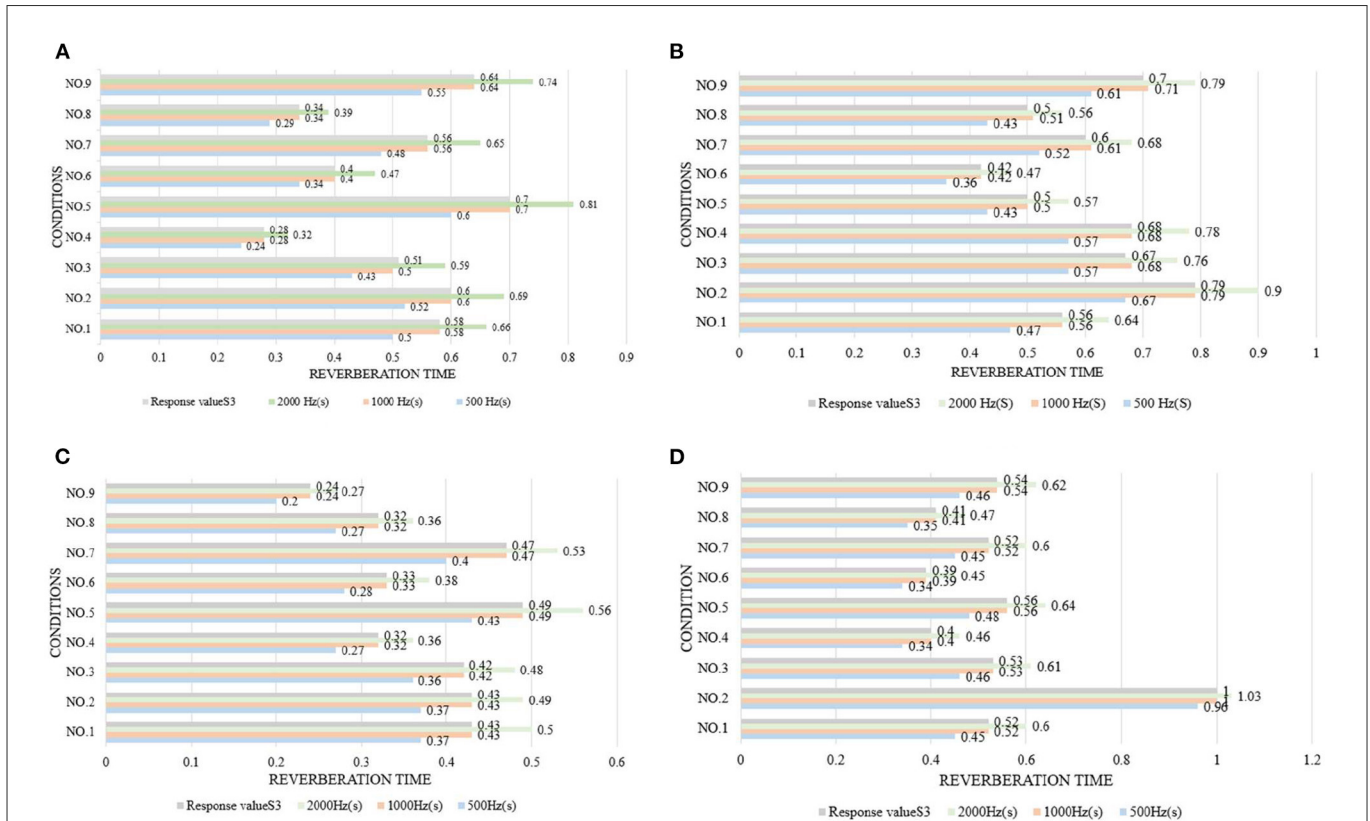 A
CONDITIONS
NO.9
0.64
0.74
0.64
0.55
NO.8
0.34
0.39
0.34
0.29
NO.7
0.56
0.65
0.56
0.48
NO.6
0.4
0.47
0.4
0.34
NO.5
0.7
0.81
0.7
0.6
NO.4
0.28
0.32
0.28
0.24
NO.3
0.51
0.59
0.5
0.43
NO.2
0.6
0.69
0.6
0.52
NO.1
0.58
0.66
0.58
0.5
0 0.1 0.2 0.3 0.4 0.5 0.6 0.7 0.8 0.9
REVERBERATION TIME
Response valueS3 2000 Hz(s) 1000 Hz(s) 500 Hz(s)
B
CONDITIONS
NO.9
0.7
0.79
0.71
0.61
NO.8
0.5
0.56
0.51
0.43
NO.7
0.6
0.68
0.61
0.52
NO.6
0.42
0.47
0.42
0.36
NO.5
0.5
0.57
0.5
0.43
NO.4
0.68
0.78
0.68
0.57
NO.3
0.67
0.76
0.68
0.57
NO.2
0.79
0.9
0.79
0.67
NO.1
0.56
0.64
0.56
0.47
0 0.1 0.2 0.3 0.4 0.5 0.6 0.7 0.8 0.9 1
REVERBERATION TIME
Response valueS3 2000 Hz(S) 1000 Hz(S) 500 Hz(S)
C
CONDITIONS
NO.9
0.24
0.27
0.24
0.2
NO.8
0.32
0.36
0.32
0.27
NO.7
0.47
0.53
0.47
0.4
NO.6
0.33
0.38
0.33
0.28
NO.5
0.49
0.56
0.49
0.43
NO.4
0.32
0.36
0.32
0.27
NO.3
0.42
0.48
0.42
0.36
NO.2
0.43
0.49
0.43
0.37
NO.1
0.43
0.5
0.43
0.37
0 0.1 0.2 0.3 0.4 0.5 0.6
REVERBERATION TIME
Response valueS3 2000Hz(s) 1000Hz(s) 500Hz(s)
D
CONDITION
NO.9
0.54
0.62
0.54
0.46
NO.8
0.41
0.47
0.41
0.35
NO.7
0.52
0.6
0.52
0.45
NO.6
0.39
0.45
0.39
0.34
NO.5
0.56
0.64
0.56
0.48
NO.4
0.4
0.46
0.4
0.34
NO.3
0.53
0.61
0.53
0.46
NO.2
1
1.03
1
0.96
NO.1
0.52
0.6
0.52
0.45
0 0.2 0.4 0.6 0.8 1 1.2
REVERBERATION TIME
Response valueS3 2000Hz(s) 1000Hz(s) 500Hz(s)